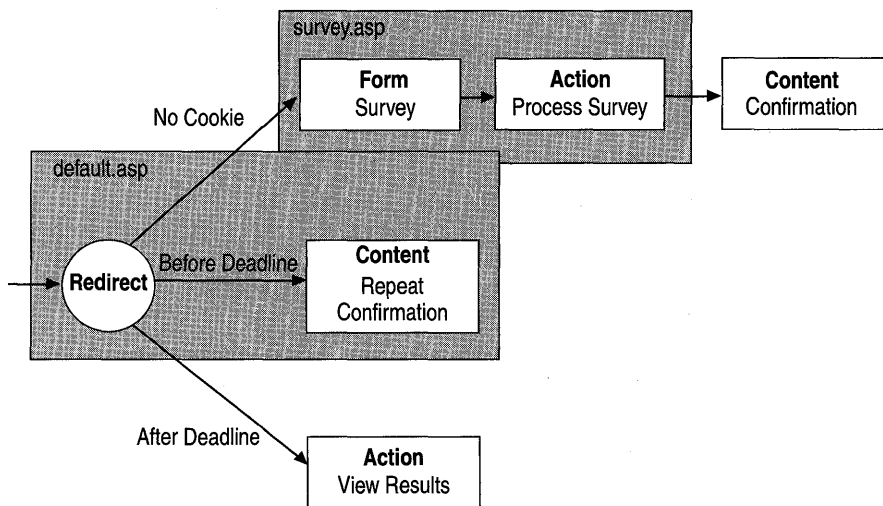 survey.asp
Form
Survey
Action
Process Survey
Content
Confirmation
No Cookie
default.asp
Redirect
Before Deadline
Content
Repeat
Confirmation
After Deadline
Action
View Results